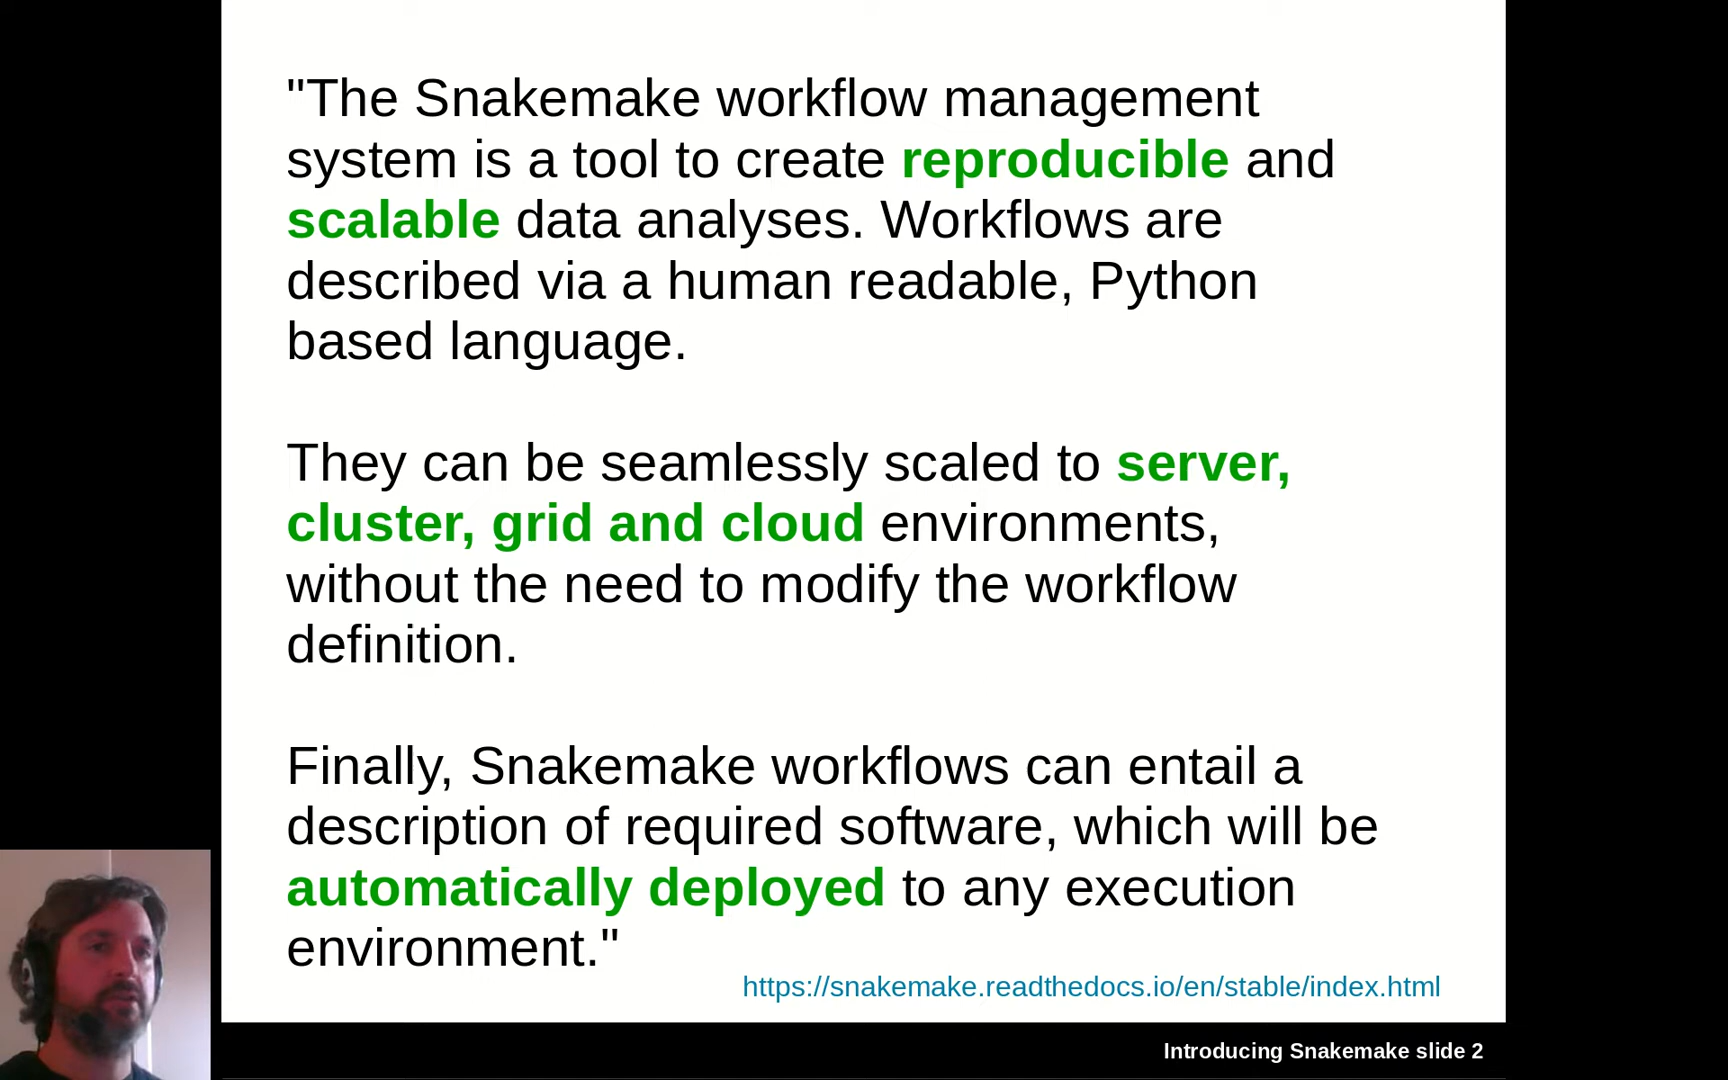 "The Snakemake workflow management
system is a tool to create reproducible and
scalable data analyses. Workflows are
described via a human readable, Python
based language.
They can be seamlessly scaled to server,
cluster, grid and cloud environments,
without the need to modify the workflow
definition.
Finally, Snakemake workflows can entail a
description of required software, which will be
automatically deployed to any execution
environment."
https://snakemake.readthedocs.io/en/stable/index.html
Introducing Snakemake slide 2